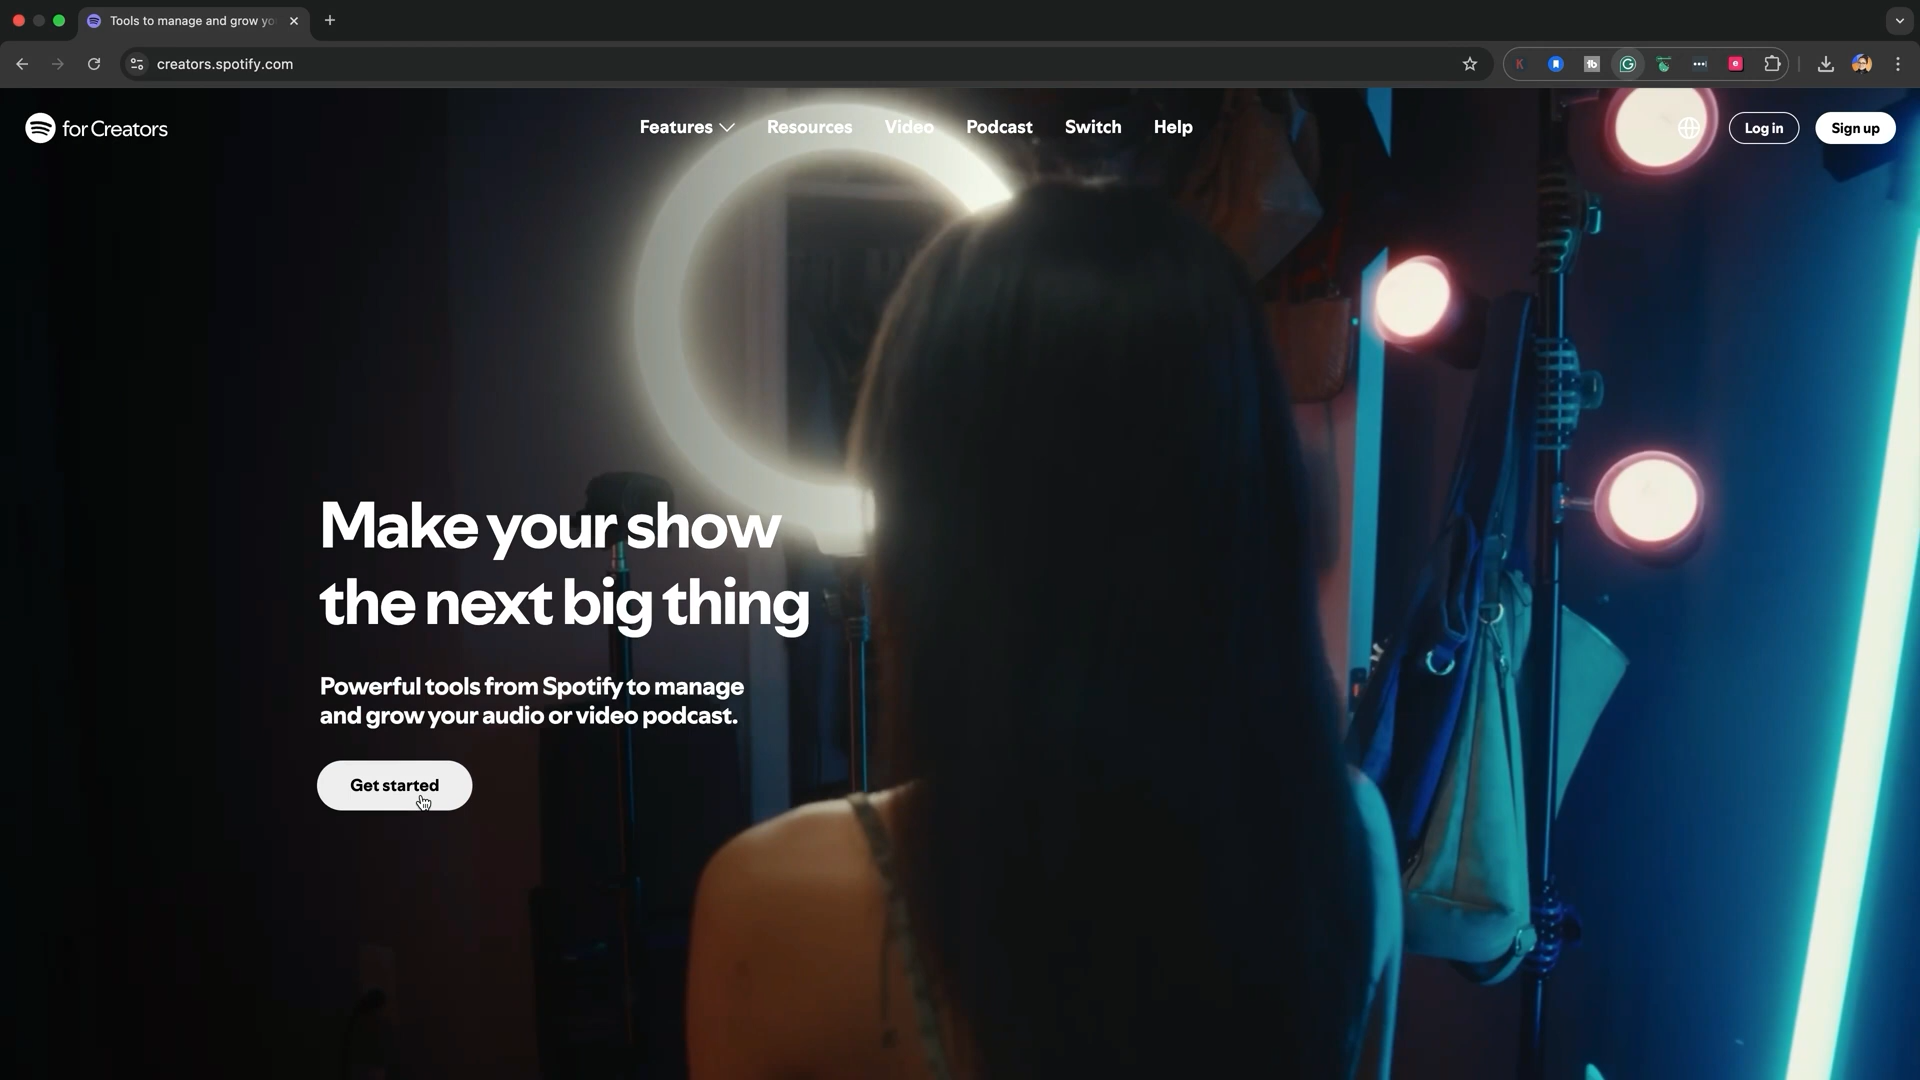 Tools to manage and grow yo
creators.spotify.com
for Creators
Features
Resources
Video
Podcast
Switch
Help
Log in
Sign up
Make your show
the next big thing
Powerful tools from Spotify to manage
and grow your audio or video podcast.
Get started